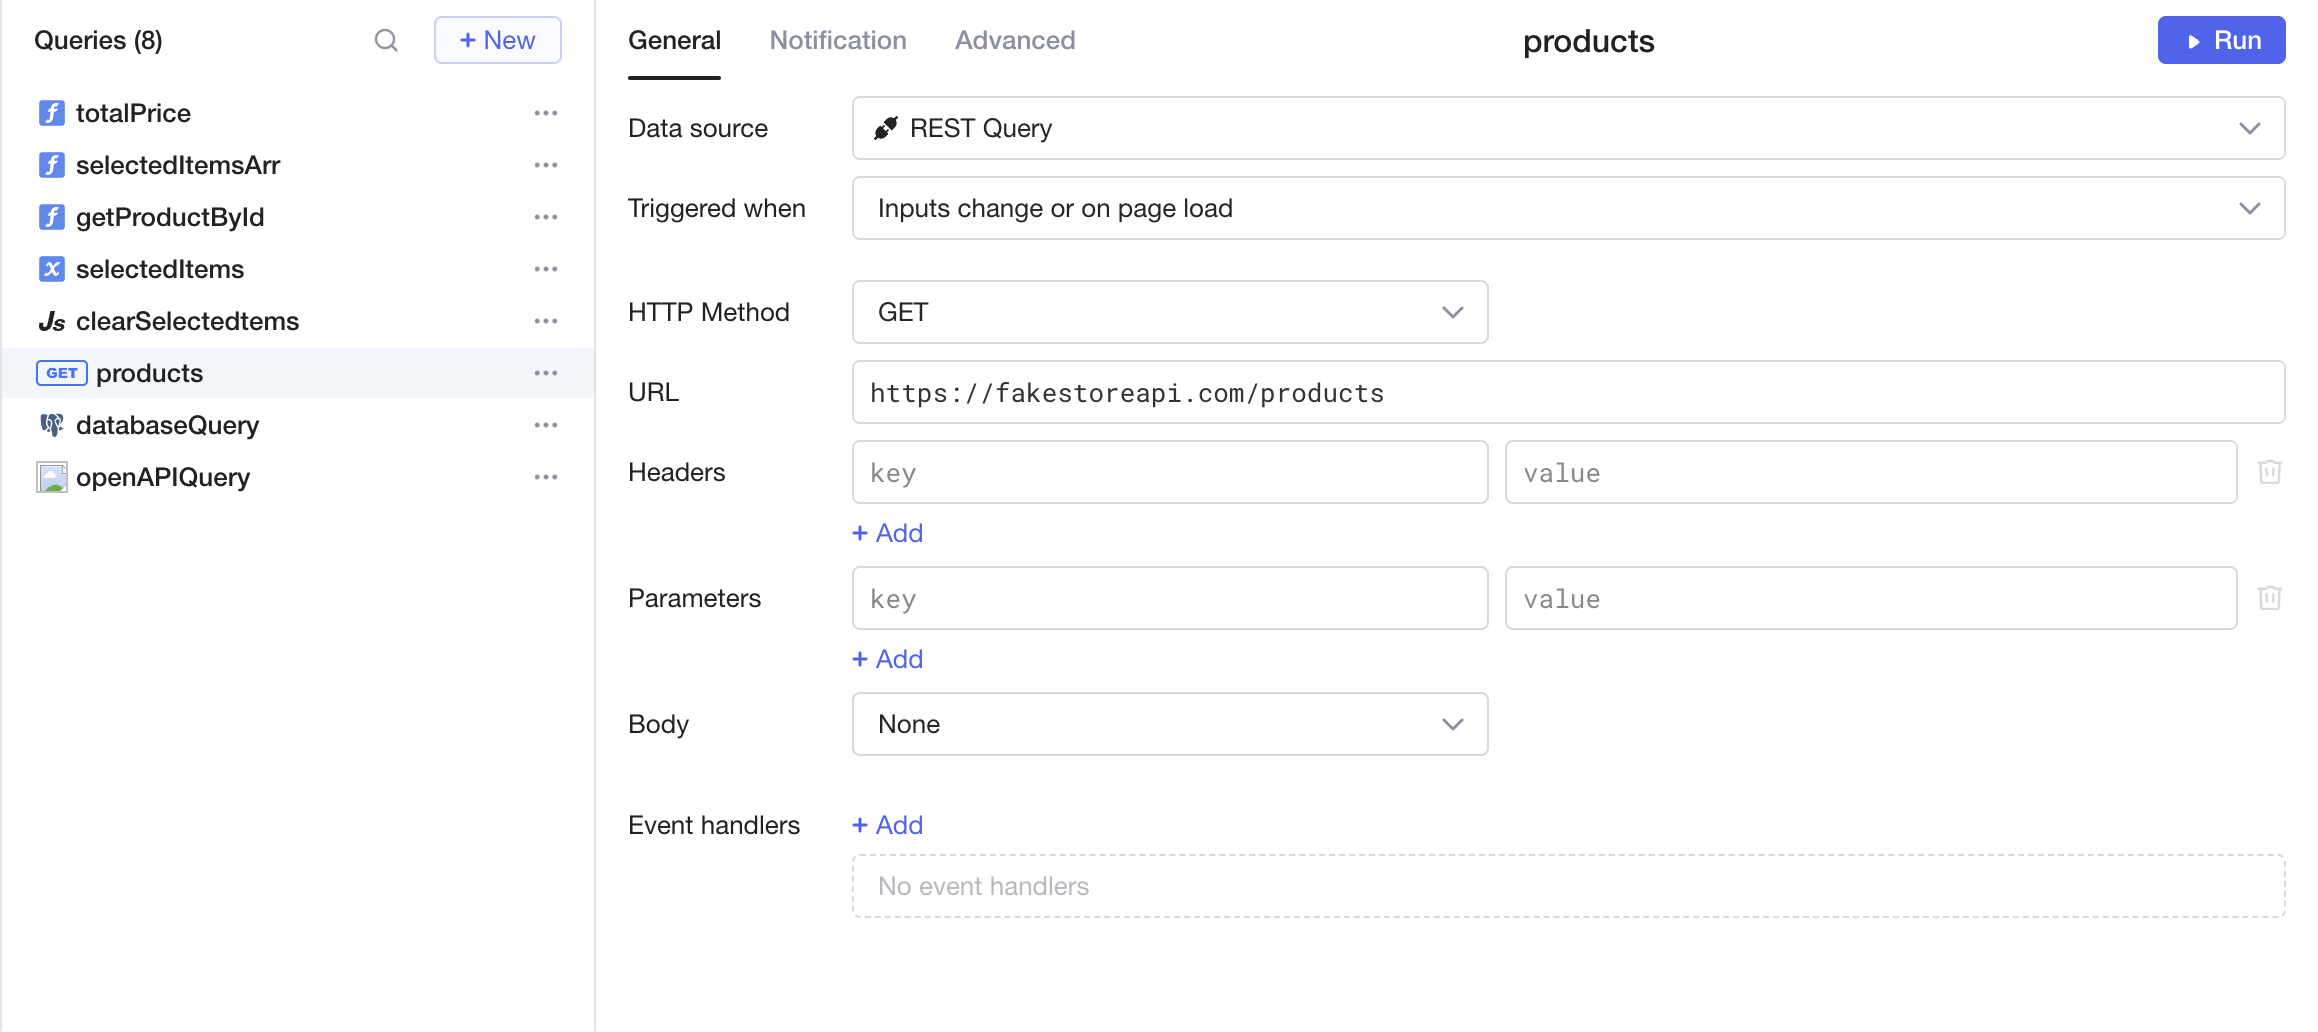 Queries (8)
+ New
totalPrice
selectedItemsArr
getProductById
selectedItems
Js clearSelectedtems
GET products
databaseQuery
openAPIQuery
General Notification Advanced
products
Run
Data source REST Query
Triggered when Inputs change or on page load
HTTP Method GET
URL https://fakestoreapi.com/products
Headers key value
+ Add
Parameters key value
+ Add
Body None
Event handlers + Add
No event handlers